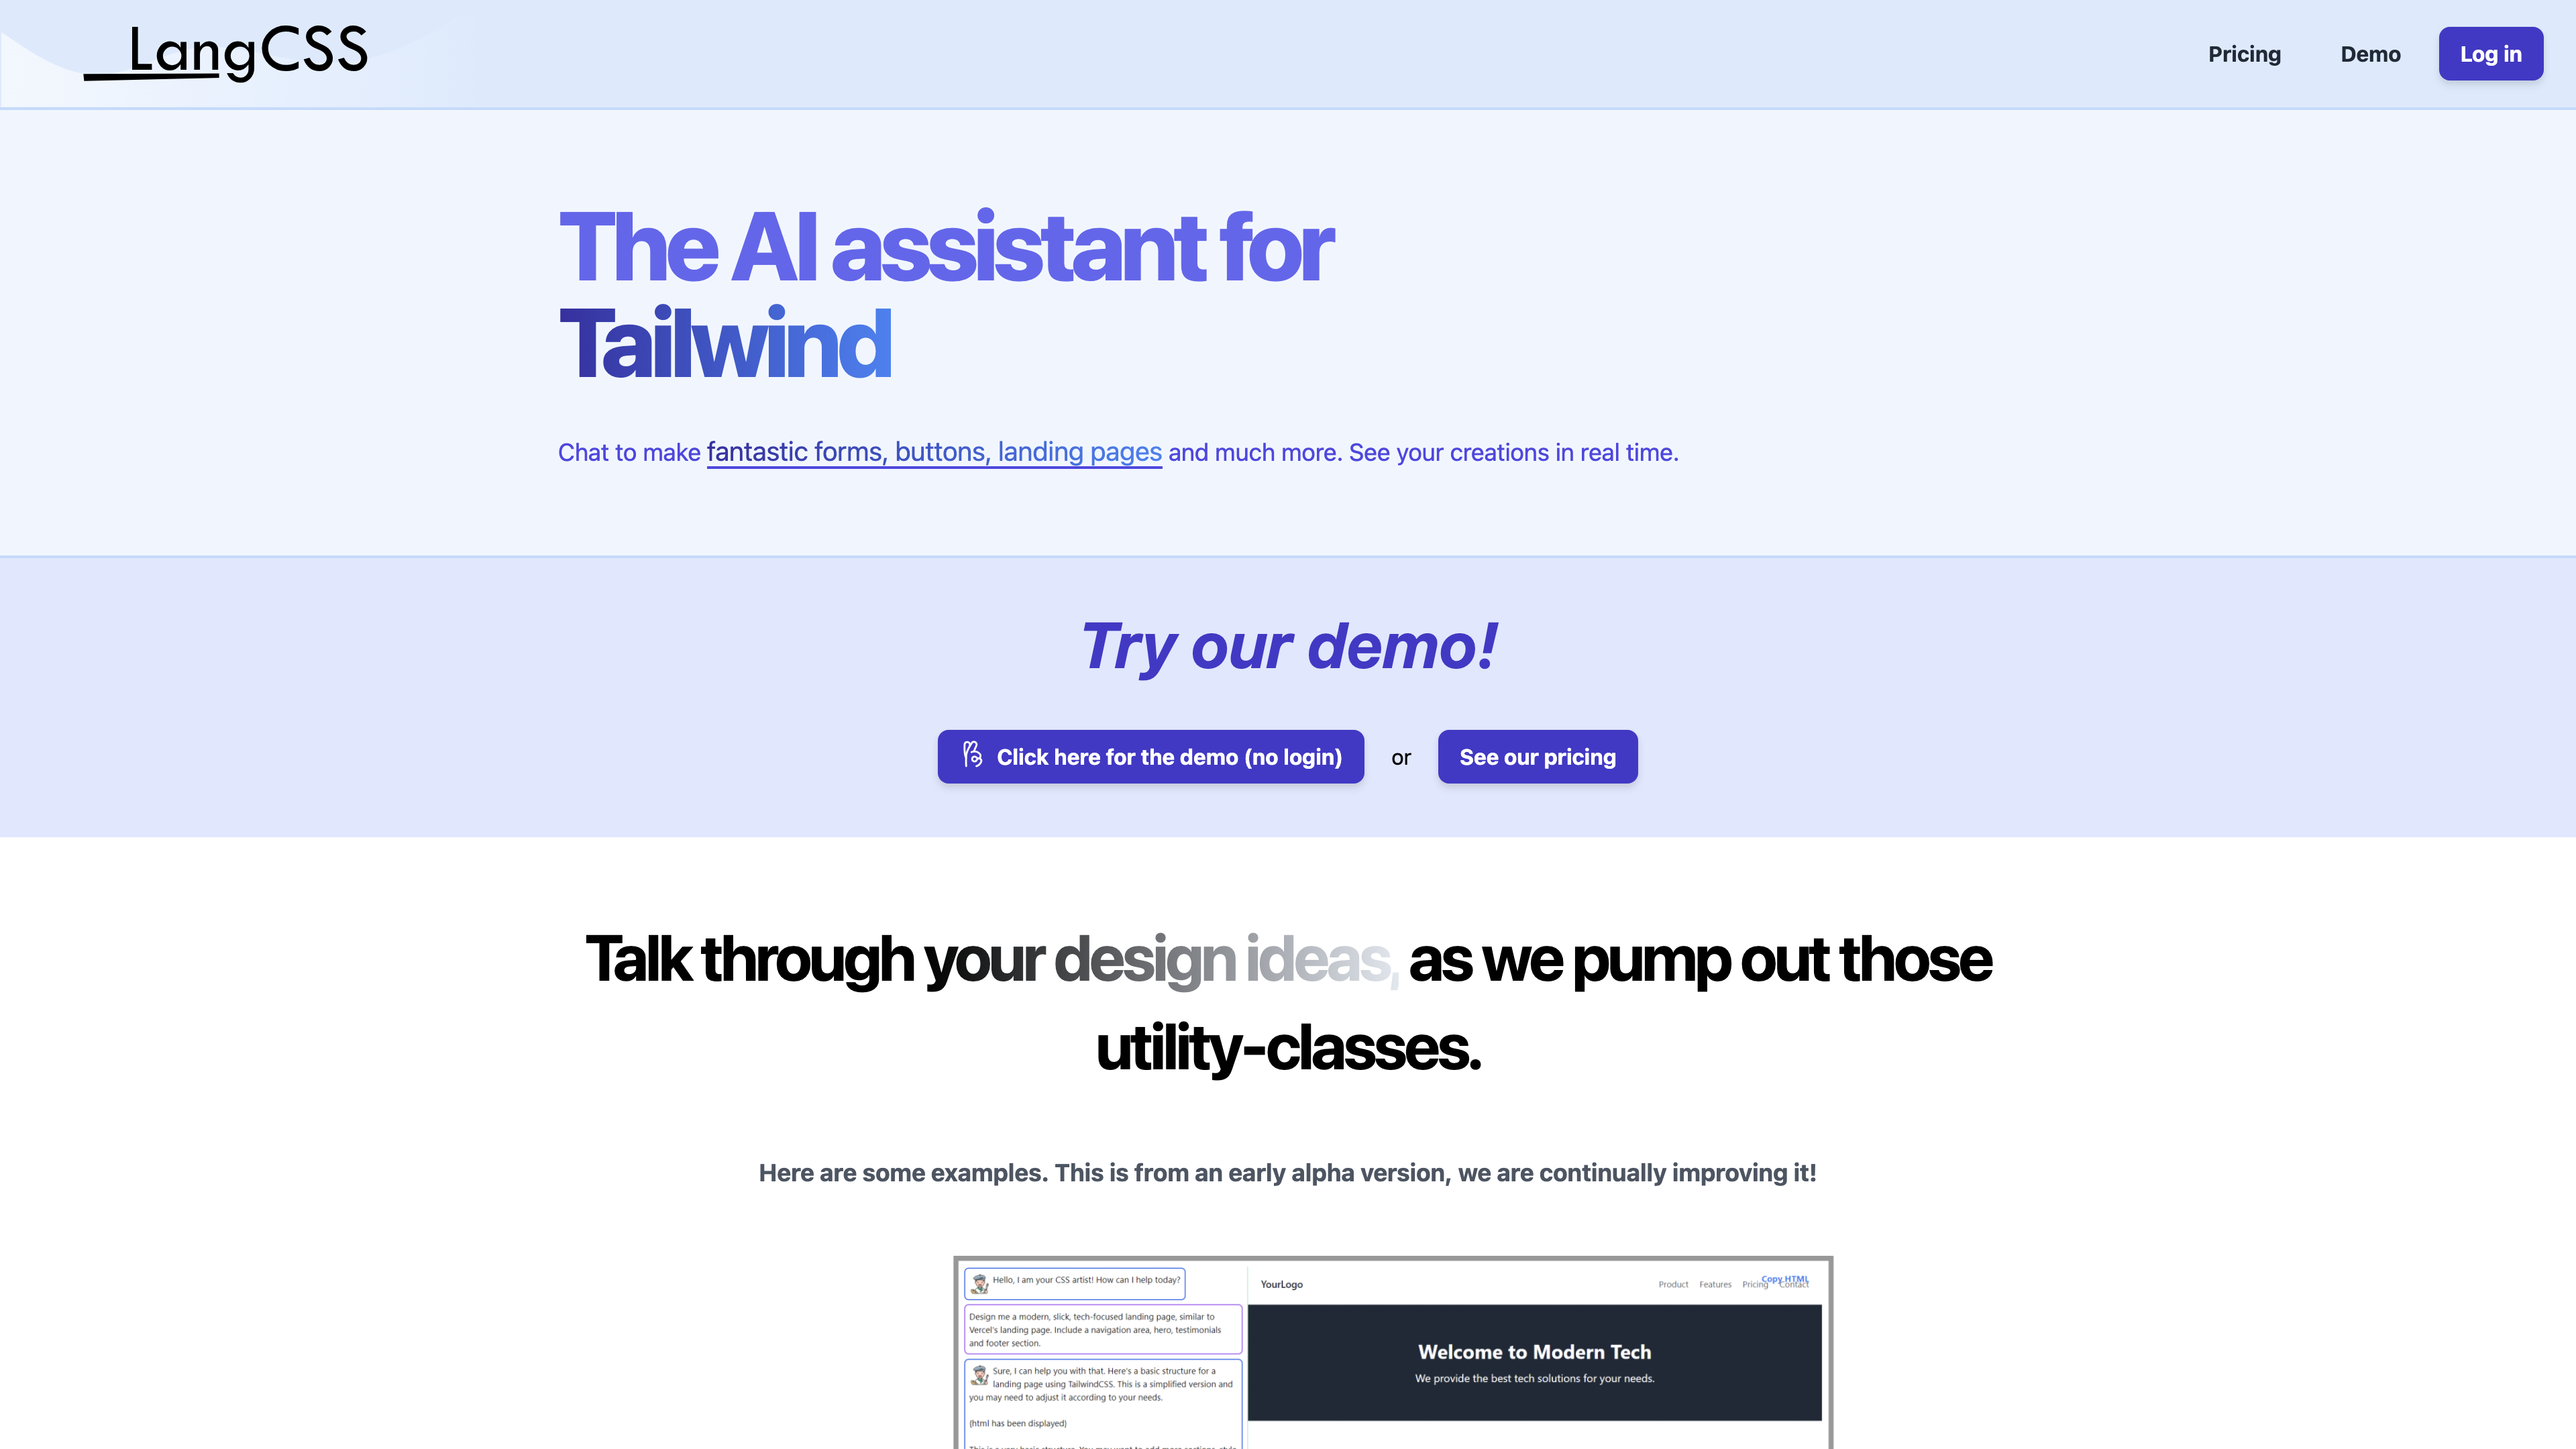 LangCSS
Pricing
Demo
Log in
The AI assistant for
Tailwind
Chat to make fantastic forms, buttons, landing pages and much more. See your creations in real time.
Try our demo!
Click here for the demo (no login)
or
See our pricing
Talk through your design ideas, as we pump out those
utility-classes.
Here are some examples. This is from an early alpha version, we are continually improving it!
Hello, I am your CSS artist! How can I help today?
Design me a modern, slick, tech-focused landing page, similar to
Vercel's landing page. Include a navigation area, hero, testimonials
and footer section.
Sure, I can help you with that. Here's a basic structure for a
landing page using TailwindCSS. This is a simplified version and
you may need to adjust it according to your needs.
(html has been displayed)
YourLogo
Product
Features
Pricing
Contact
Copy HTML
Welcome to Modern Tech
We provide the best tech solutions for your needs.